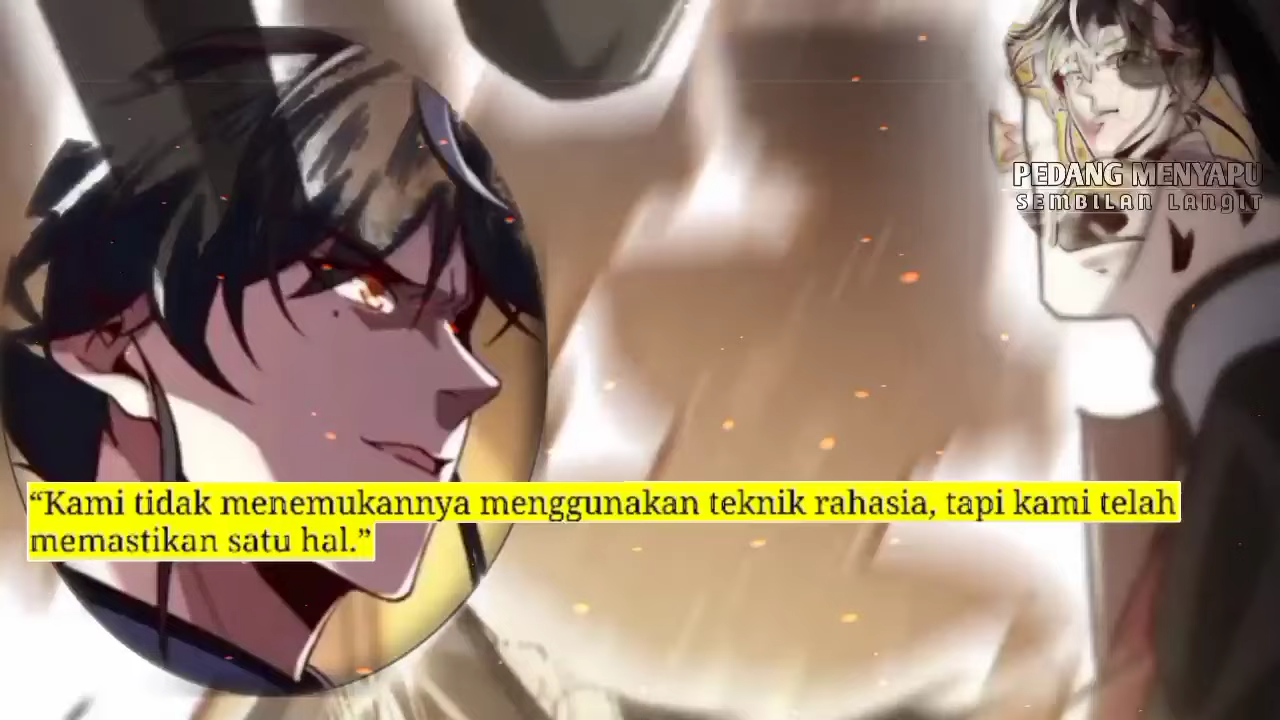 PEDANG MENYAPU
SEMBILAN LANGIT
“Kami tidak menemukannya menggunakan teknik rahasia, tapi kami telah
memastikan satu hal.”